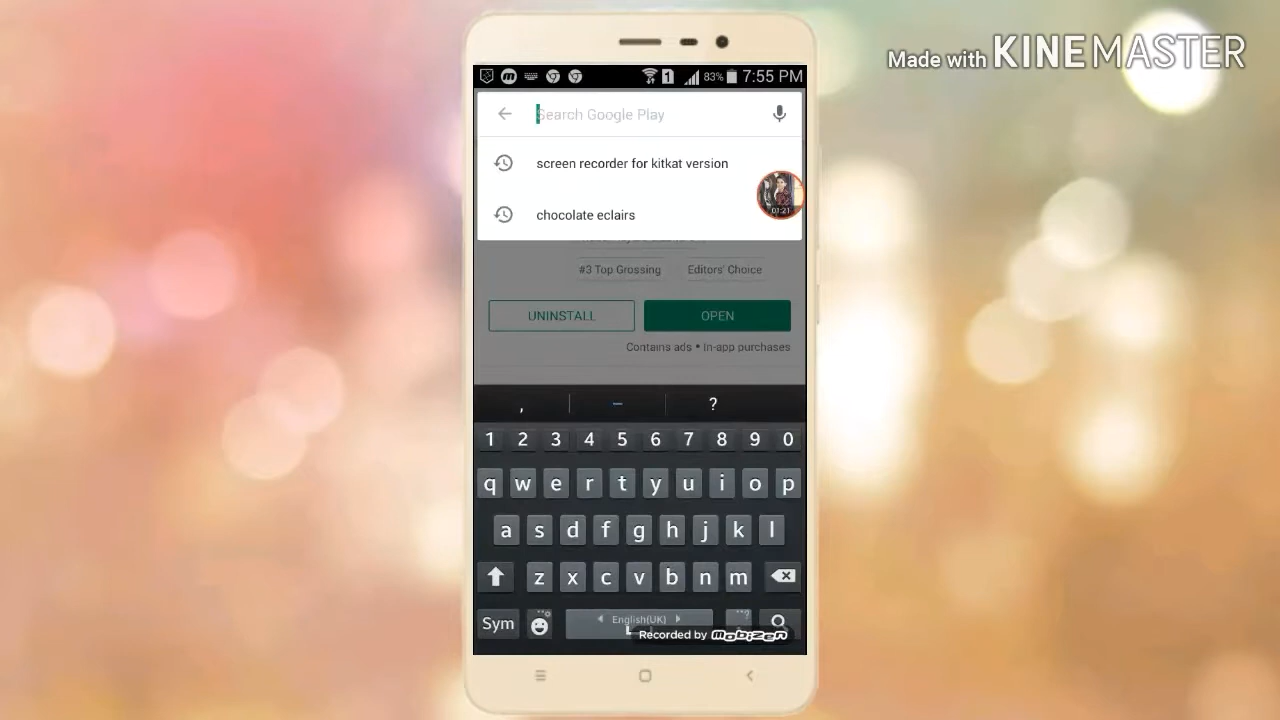 Made with KINEMASTER
1 83% 7:55 PM
Search Google Play
screen recorder for kitkat version
01:21
chocolate eclairs
#3 Top Grossing Editors' Choice
UNINSTALL OPEN
Contains ads • In-app purchases
, – ?
1 2 3 4 5 6 7 8 9 0
q w e r t y u i o p
a s d f g h j k l
z x c v b n m
Sym English(UK)
Recorded by mobizen